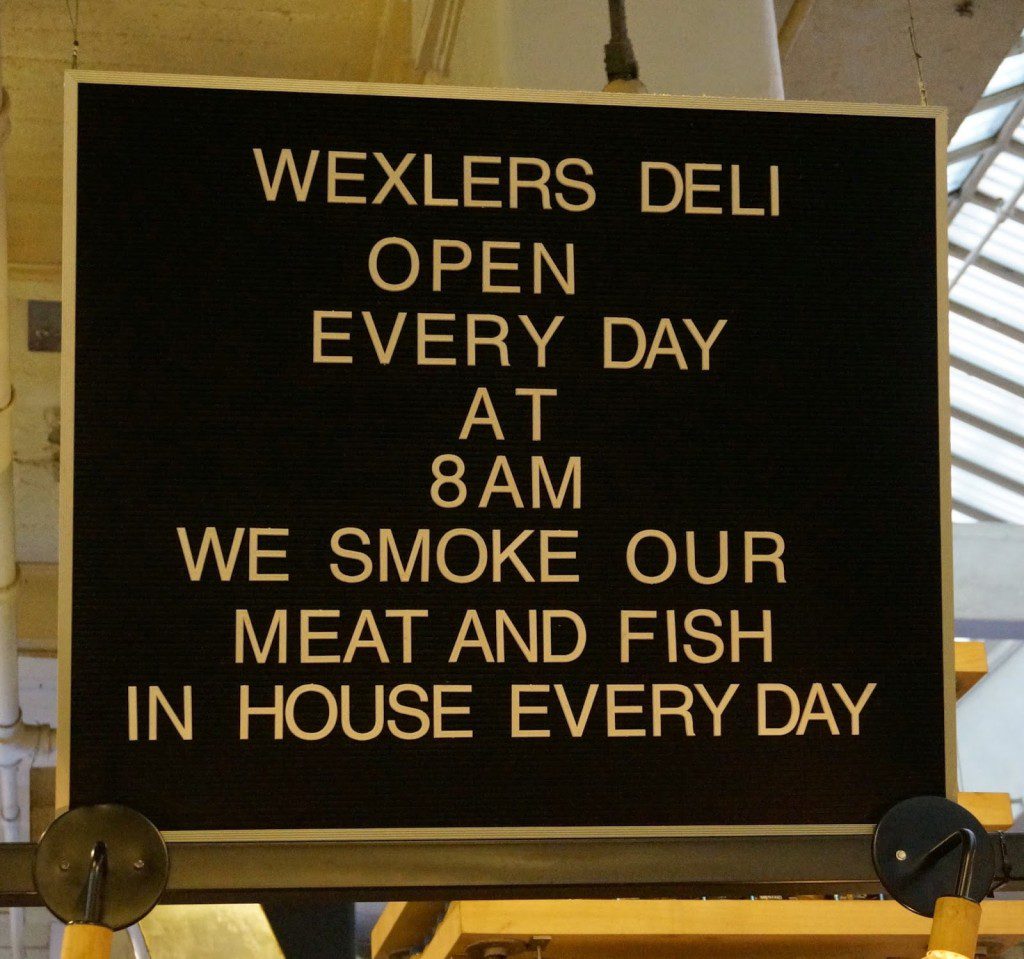 WEXLERS DELI
OPEN
EVERY DAY
AT
8AM
WE SMOKE OUR
MEAT AND FISH
IN HOUSE EVERY DAY